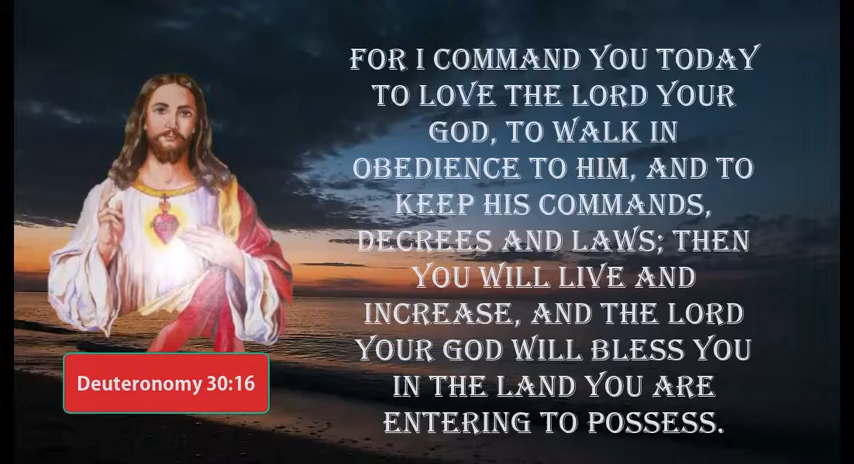 FOR I COMMAND YOU TODAY
TO LOVE THE LORD YOUR
GOD, TO WALK IN
OBEDIENCE TO HIM, AND TO
KEEP HIS COMMANDS,
DECREES AND LAWS; THEN
YOU WILL LIVE AND
INCREASE, AND THE LORD
YOUR GOD WILL BLESS YOU
IN THE LAND YOU ARE
ENTERING TO POSSESS.
Deuteronomy 30:16